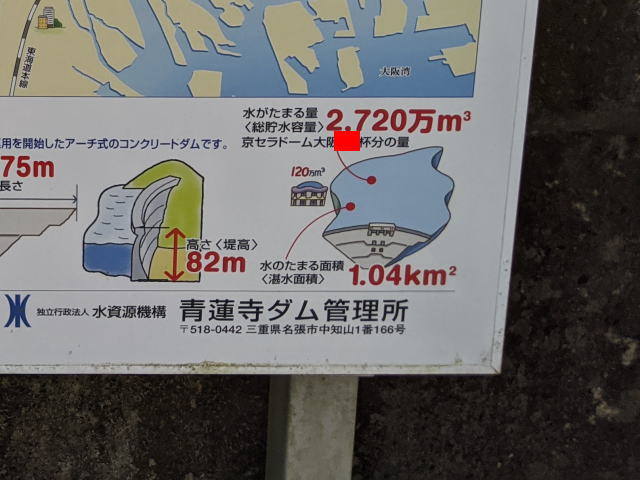 東海道本線
大阪湾
水がたまる量
〈総貯水容量〉 2,720万m³
京セラドーム大阪 杯分の量
用を開始したアーチ式のコンクリートダムです。
75m
長さ
120万m³
高さ〈堤高〉
82m
水のたまる面積
〈湛水面積〉 1.04km²
独立行政法人 水資源機構 青蓮寺ダム管理所
〒518-0442 三重県名張市中知山1番166号